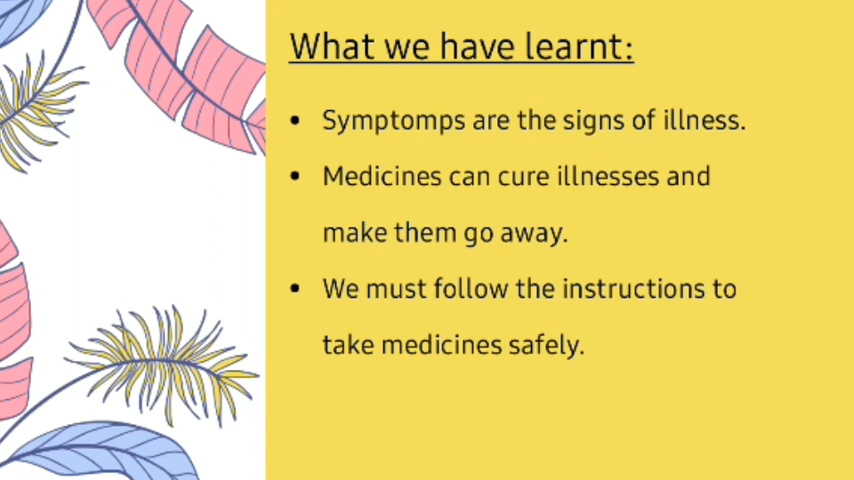 What we have learnt:
• Symptomps are the signs of illness.
• Medicines can cure illnesses and
make them go away.
• We must follow the instructions to
take medicines safely.